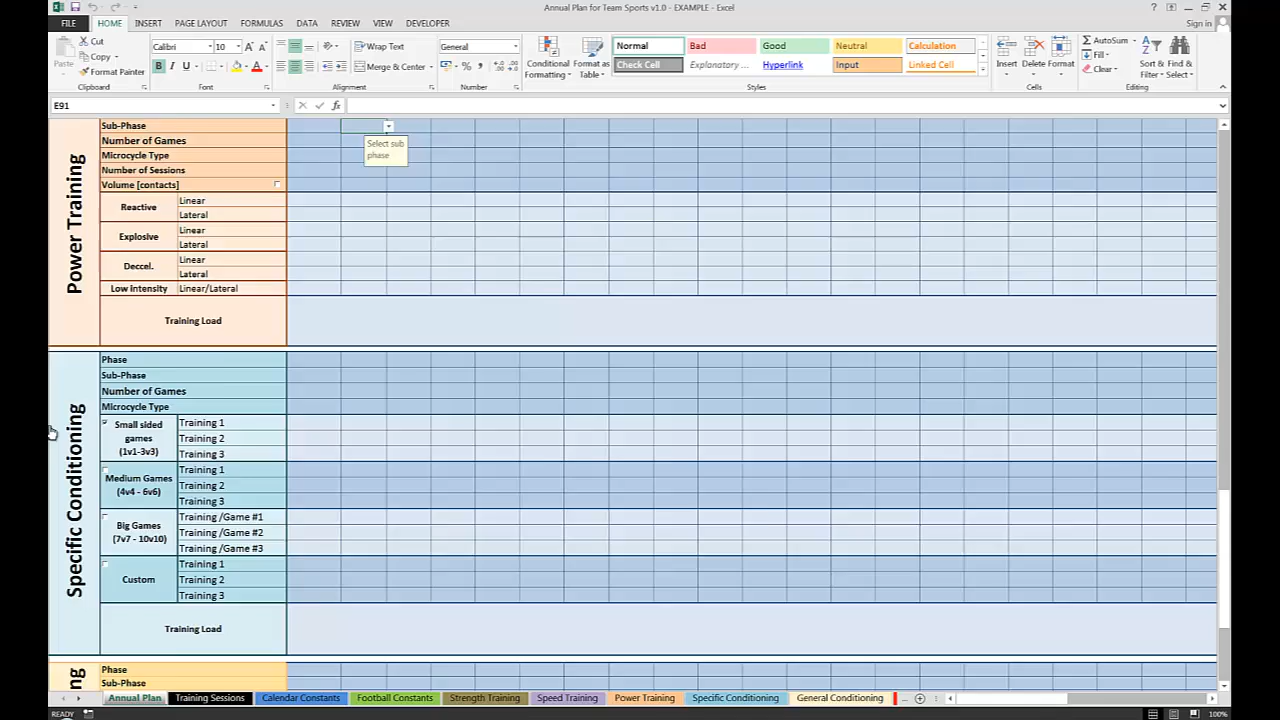 Annual Plan for Team Sports v1.0 - EXAMPLE - Excel
Sign in
FILE HOME INSERT PAGE LAYOUT FORMULAS DATA REVIEW VIEW DEVELOPER
Cut
Copy
Paste
Format Painter
Clipboard
Calibri 10
B I U
Font
Wrap Text
Merge & Center
Alignment
General
Number
Conditional Formatting
Format as Table
Normal Bad Good Neutral Calculation
Check Cell Explanatory ... Hyperlink Input Linked Cell
Styles
Insert Delete Format
Cells
AutoSum
Fill
Clear
Sort & Filter
Find & Select
Editing
E91
fx
Power Training
Sub-Phase
Select sub
phase
Number of Games
Microcycle Type
Number of Sessions
Volume [contacts]
Reactive
Linear
Lateral
Explosive
Linear
Lateral
Deccel.
Linear
Lateral
Low Intensity Linear/Lateral
Training Load
Specific Conditioning
Phase
Sub-Phase
Number of Games
Microcycle Type
Small sided
games
(1v1-3v3)
Training 1
Training 2
Training 3
Medium Games
(4v4 - 6v6)
Training 1
Training 2
Training 3
Big Games
(7v7 - 10v10)
Training /Game #1
Training /Game #2
Training /Game #3
Custom
Training 1
Training 2
Training 3
Training Load
ng
Phase
Sub-Phase
Annual Plan Training Sessions Calendar Constants Football Constants Strength Training Speed Training Power Training Specific Conditioning General Conditioning ...
READY
100%